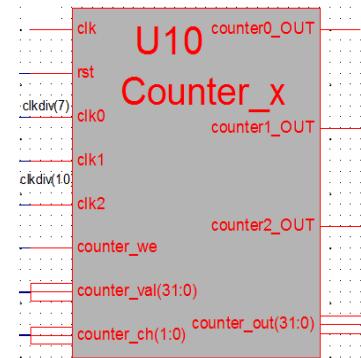 clk
U10
counter0_OUT
rst
Counter_x
clkdiv(7)
clk0
counter1_OUT
clk1
clkdiv(10
clk2
counter2_OUT
counter_we
counter_val(31:0)
counter_out(31:0)
counter_ch(1:0)